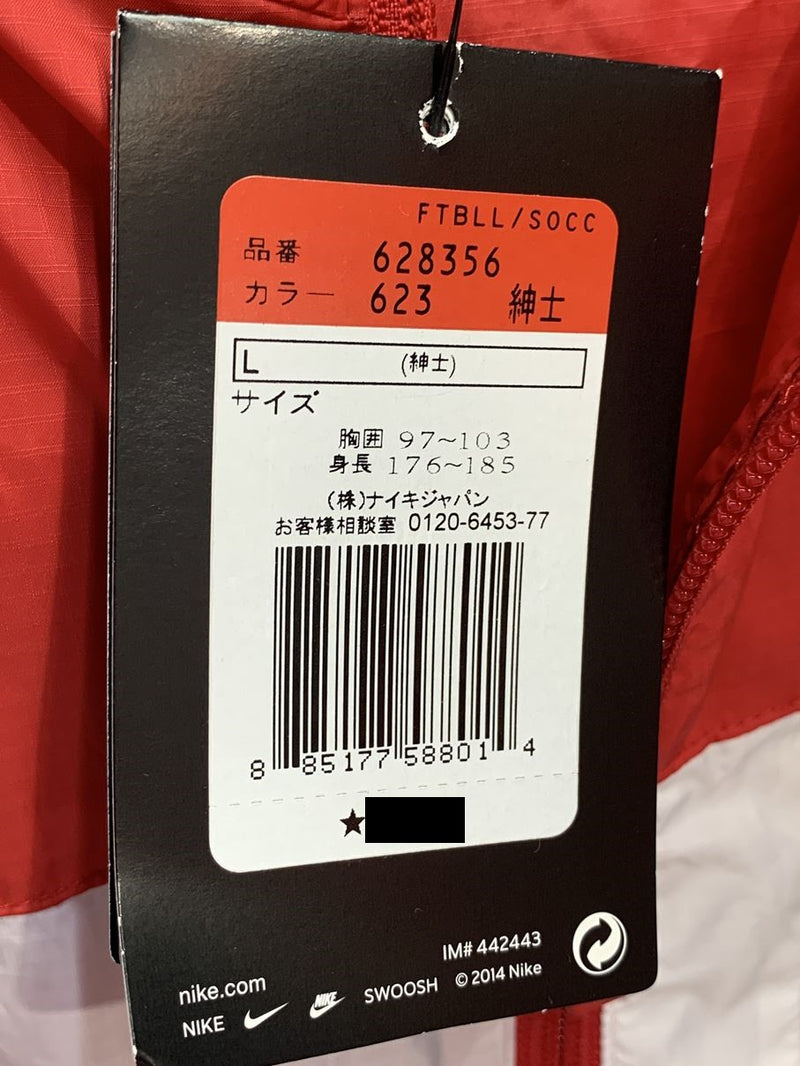 FTBLL/SOCC
品番 628356
カラー 623 紳士
L (紳士)
サイズ
胸囲 97~103
身長 176~185
(株)ナイキジャパン
お客様相談室 0120-6453-77
8 85177 58801 4
★
IM# 442443
nike.com
NIKE NIKE SWOOSH © 2014 Nike